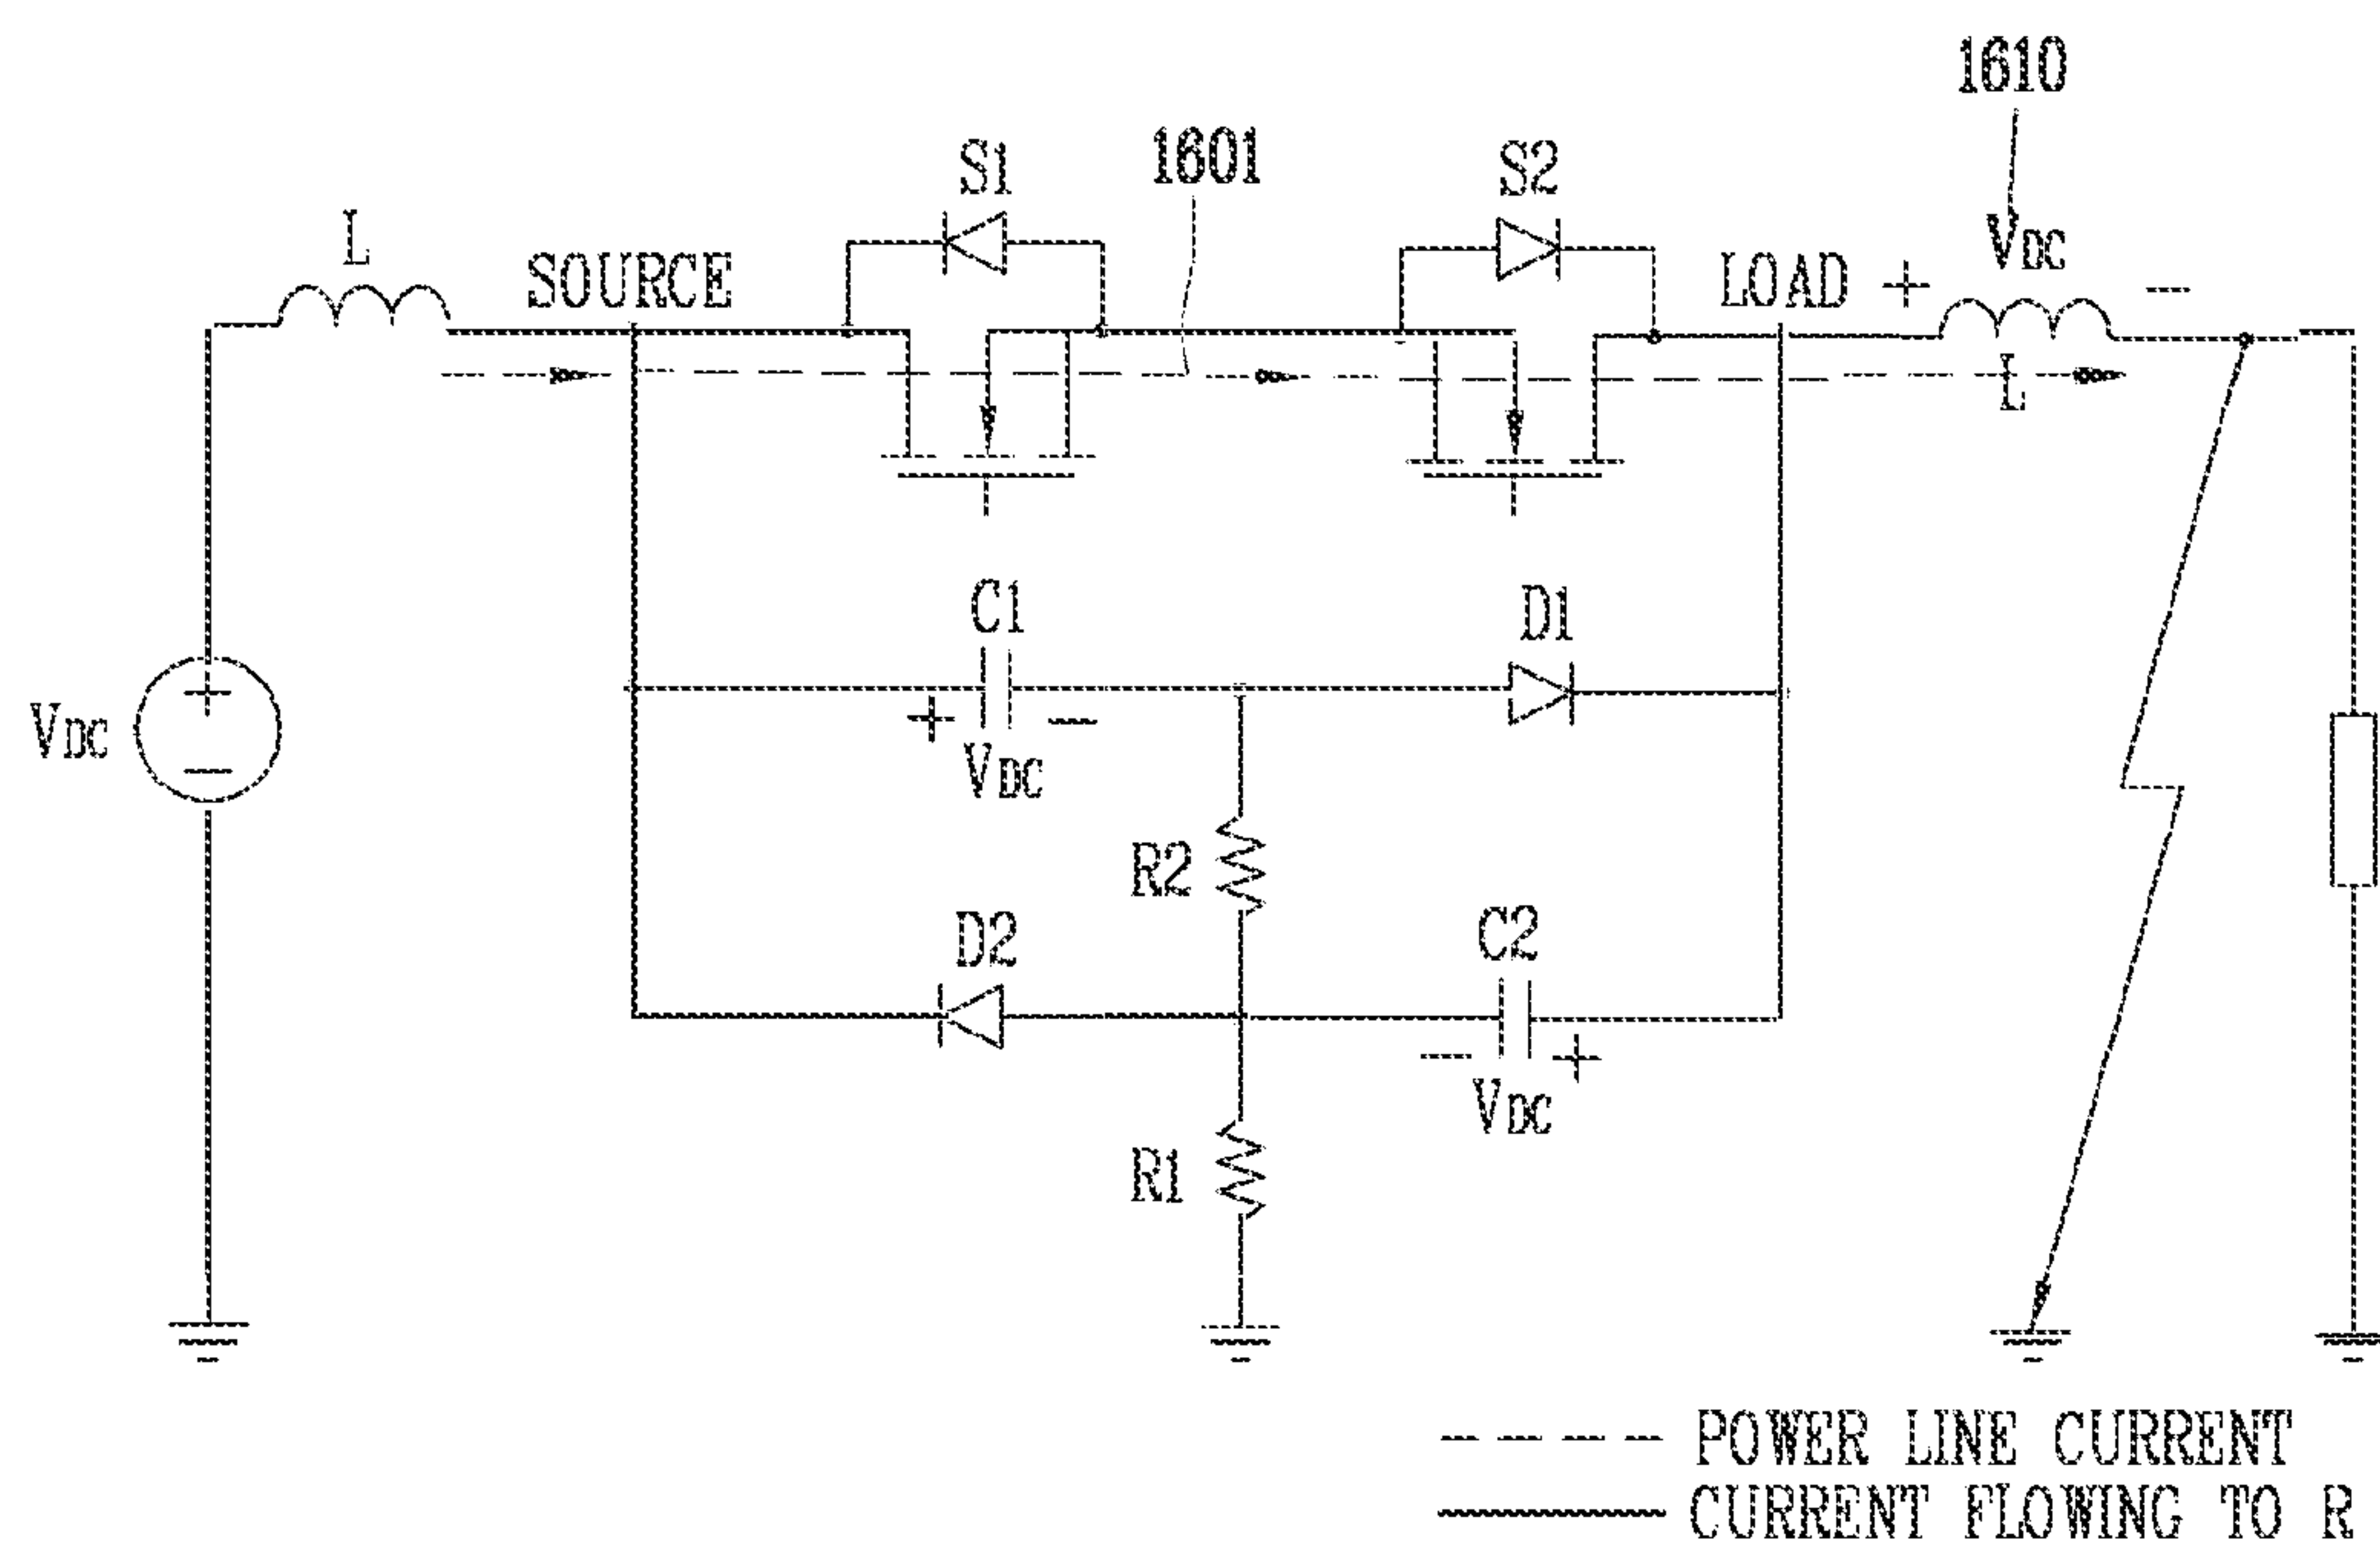 1610
S1
1601
S2
VDC
L
SOURCE
LOAD
+
−
L
C1
D1
+
VDC
−
+
−
VDC
R2
D2
C2
−
+
VDC
R1
POWER LINE CURRENT
CURRENT FLOWING TO R